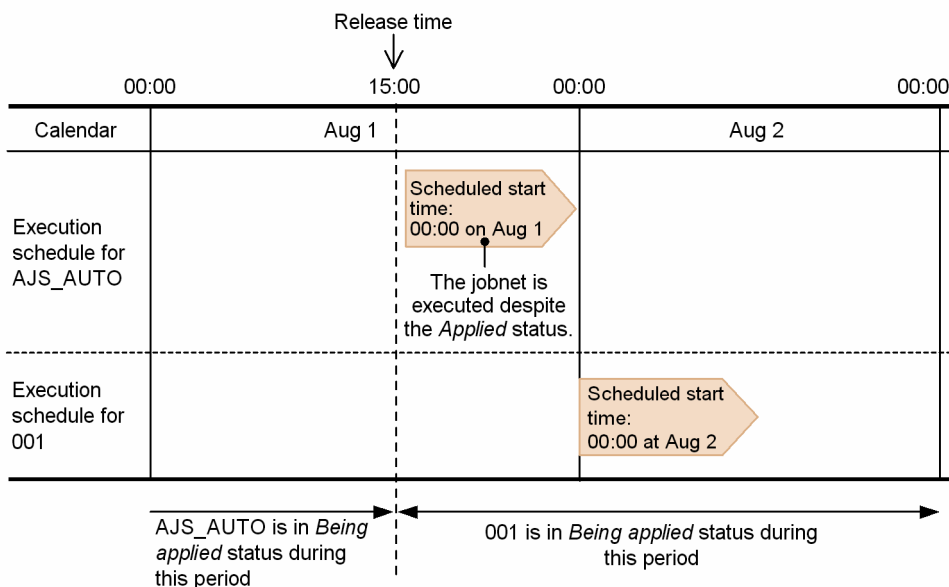 Release time
00:00
15:00
00:00
00:00
Calendar
Aug 1
Aug 2
Execution
schedule for
AJS_AUTO
Scheduled start
time:
00:00 on Aug 1
The jobnet is
executed despite
the Applied status.
Execution
schedule for
001
Scheduled start
time:
00:00 at Aug 2
AJS_AUTO is in Being
applied status during
this period
001 is in Being applied status during
this period